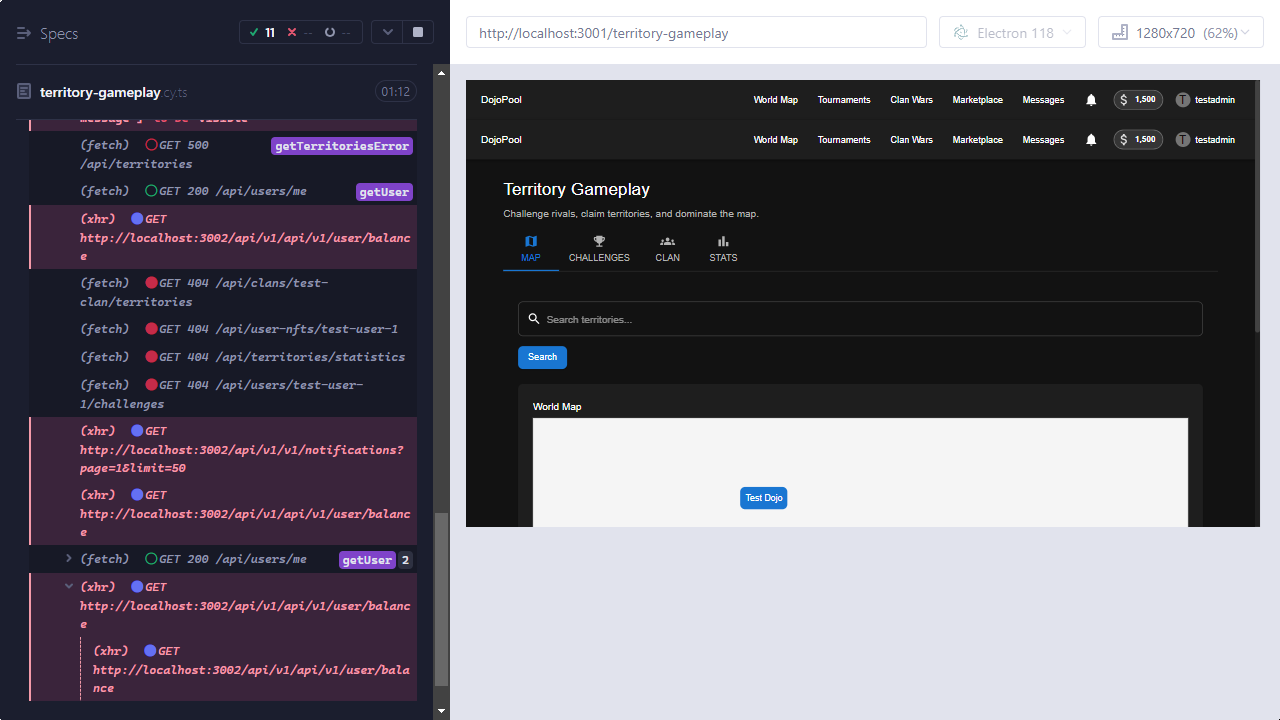 Specs
11
--
--
territory-gameplay.cy.ts
01:12
message'] to be visible
(fetch) GET 500 /api/territories
getTerritoriesError
(fetch) GET 200 /api/users/me
getUser
(xhr) GET
http://localhost:3002/api/v1/api/v1/user/balanc
e
(fetch) GET 404 /api/clans/test-
clan/territories
(fetch) GET 404 /api/user-nfts/test-user-1
(fetch) GET 404 /api/territories/statistics
(fetch) GET 404 /api/users/test-user-
1/challenges
(xhr) GET
http://localhost:3002/api/v1/v1/notifications?
page=1&limit=50
(xhr) GET
http://localhost:3002/api/v1/api/v1/user/balanc
e
(fetch) GET 200 /api/users/me
getUser 2
(xhr) GET
http://localhost:3002/api/v1/api/v1/user/balanc
e
(xhr) GET
http://localhost:3002/api/v1/api/v1/user/bala
nce
http://localhost:3001/territory-gameplay
Electron 118
1280x720 (62%)
DojoPool World Map Tournaments Clan Wars Marketplace Messages $ 1,500 T testadmin
DojoPool World Map Tournaments Clan Wars Marketplace Messages $ 1,500 T testadmin
Territory Gameplay
Challenge rivals, claim territories, and dominate the map.
MAP CHALLENGES CLAN STATS
Search territories...
Search
World Map
Test Dojo